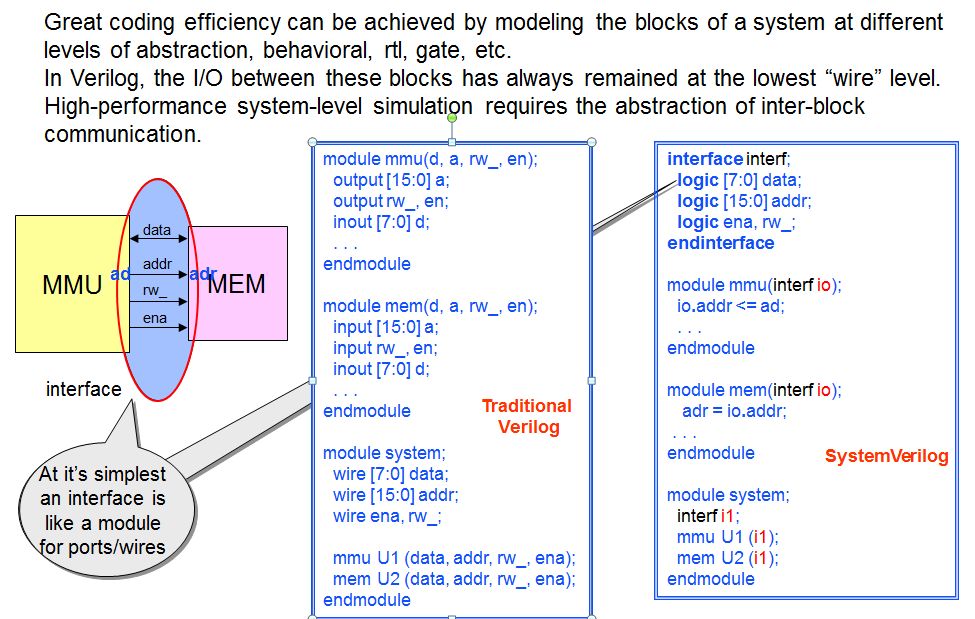 Great coding efficiency can be achieved by modeling the blocks of a system at different
levels of abstraction, behavioral, rtl, gate, etc.
In Verilog, the I/O between these blocks has always remained at the lowest “wire” level.
High-performance system-level simulation requires the abstraction of inter-block
communication.
MMU
ad
data
addr
rw_
ena
adr
MEM
interface
At it’s simplest
an interface is
like a module
for ports/wires
module mmu(d, a, rw_, en);
output [15:0] a;
output rw_, en;
inout [7:0] d;
. . .
endmodule
module mem(d, a, rw_, en);
input [15:0] a;
input rw_, en;
inout [7:0] d;
. . .
endmodule
Traditional
Verilog
module system;
wire [7:0] data;
wire [15:0] addr;
wire ena, rw_;
mmu U1 (data, addr, rw_, ena);
mem U2 (data, addr, rw_, ena);
endmodule
interface interf;
logic [7:0] data;
logic [15:0] addr;
logic ena, rw_;
endinterface
module mmu(interf io);
io.addr <= ad;
. . .
endmodule
module mem(interf io);
adr = io.addr;
. . .
endmodule
SystemVerilog
module system;
interf i1;
mmu U1 (i1);
mem U2 (i1);
endmodule